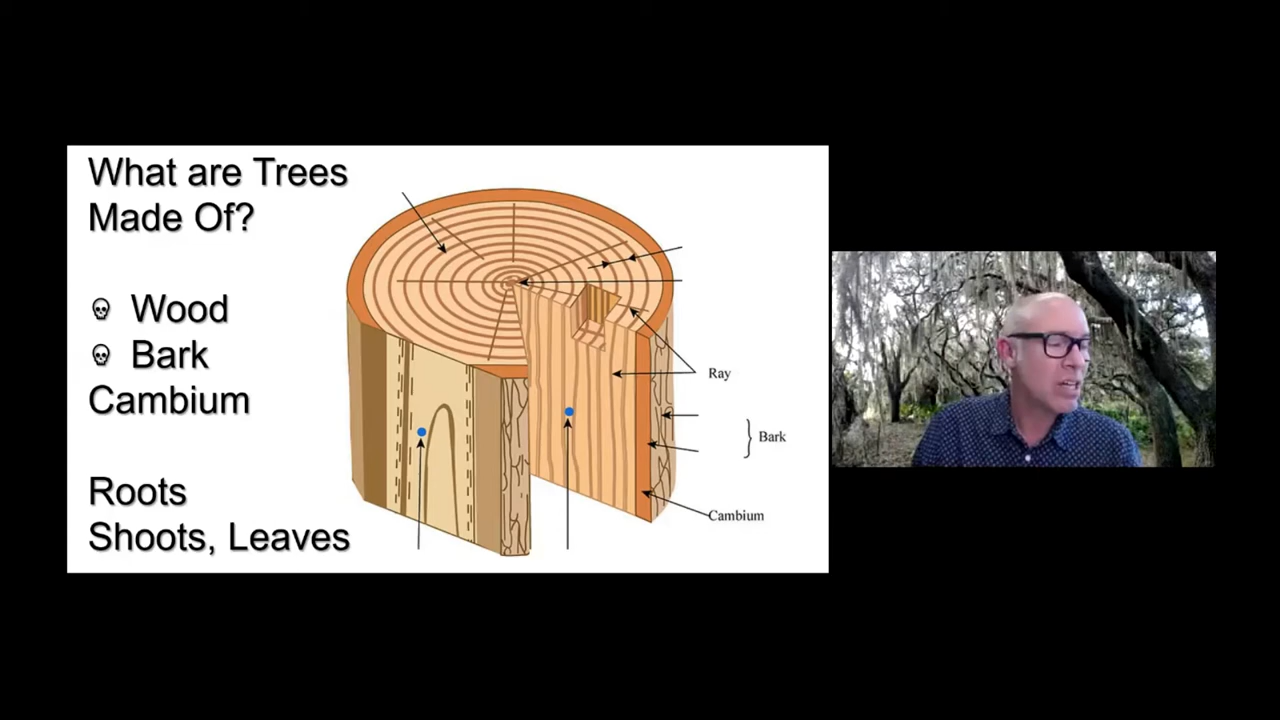 What are Trees
Made Of?
Wood
Bark
Cambium
Roots
Shoots, Leaves
Ray
Bark
Cambium